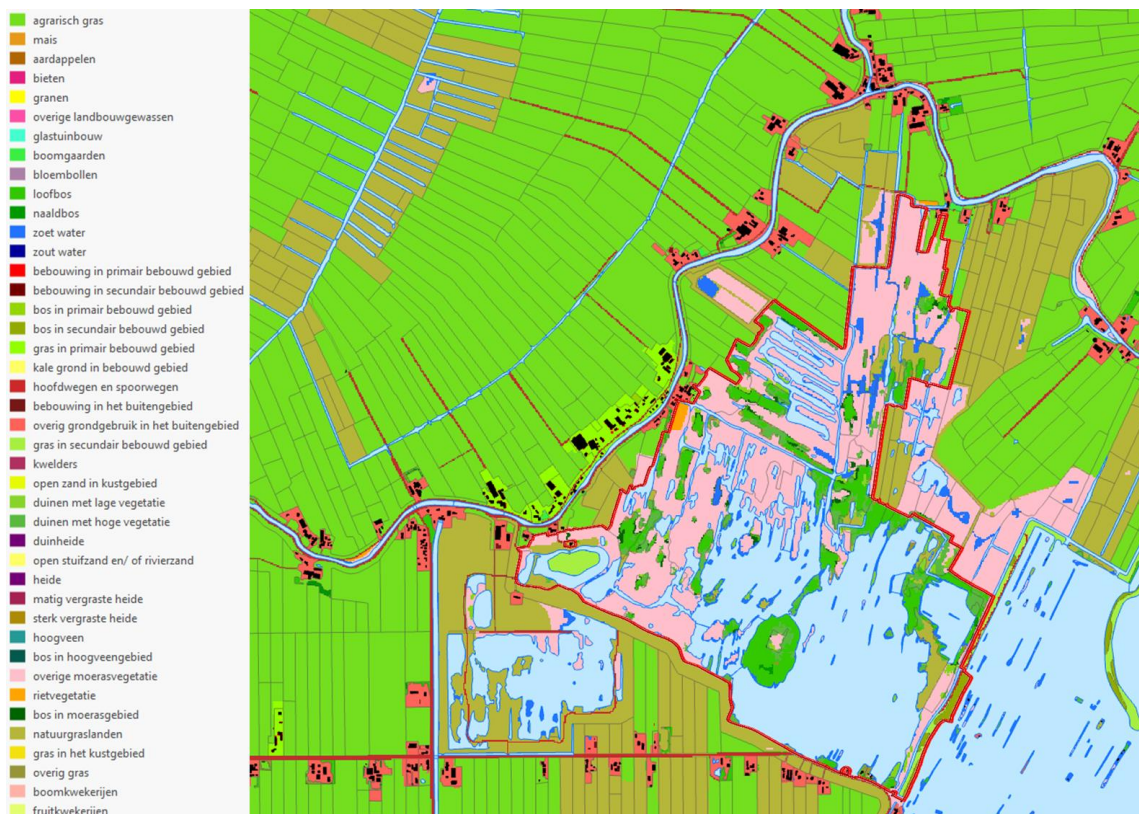 agrarisch gras
mais
aardappelen
bieten
granen
overige landbouwgewassen
glastuinbouw
boomgaarden
bloembollen
loofbos
naaldbos
zoet water
zout water
bebouwing in primair bebouwd gebied
bebouwing in secundair bebouwd gebied
bos in primair bebouwd gebied
bos in secundair bebouwd gebied
gras in primair bebouwd gebied
kale grond in bebouwd gebied
hoofdwegen en spoorwegen
bebouwing in het buitengebied
overig grondgebruik in het buitengebied
gras in secundair bebouwd gebied
kwelders
open zand in kustgebied
duinen met lage vegetatie
duinen met hoge vegetatie
duinheide
open stuifzand en/ of rivierzand
heide
matig vergraste heide
sterk vergraste heide
hoogveen
bos in hoogveengebied
overige moerasvegetatie
rietvegetatie
bos in moerasgebied
natuurgraslanden
gras in het kustgebied
overig gras
boomkwekerijen
fruitkwekerijen